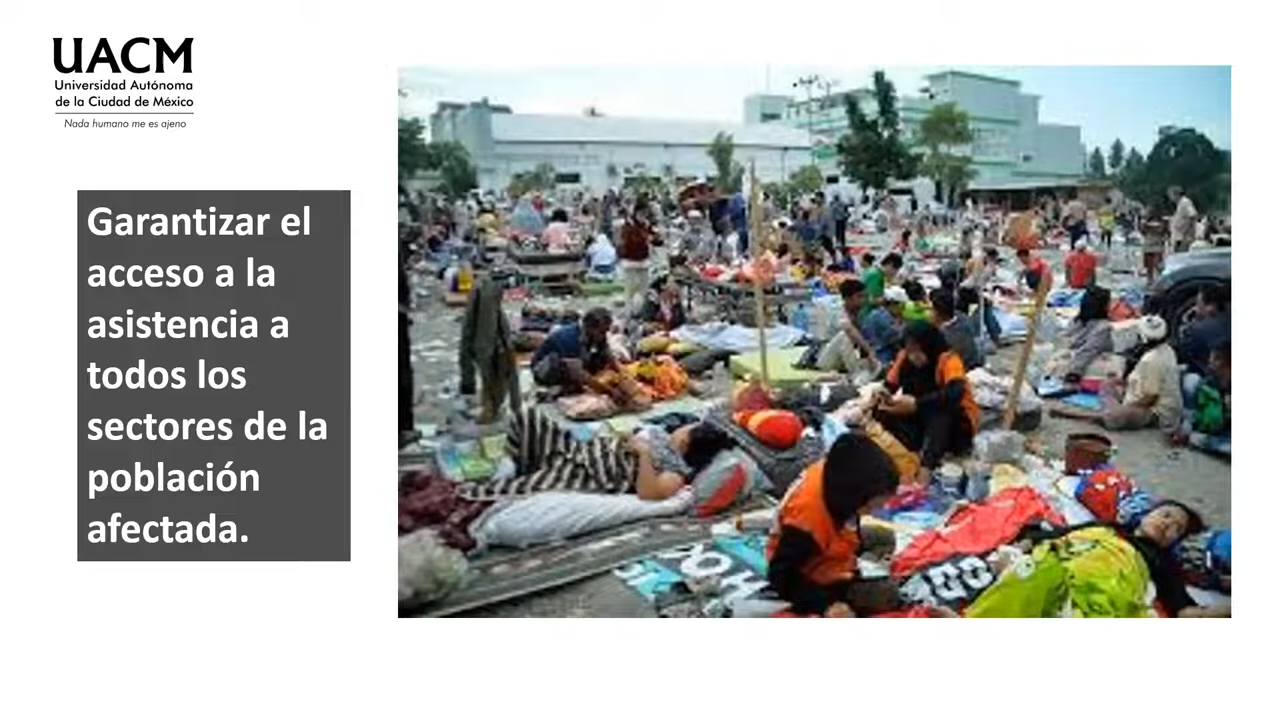 UACM
Universidad Autónoma
de la Ciudad de México
Nada humano me es ajeno
Garantizar el
acceso a la
asistencia a
todos los
sectores de la
población
afectada.